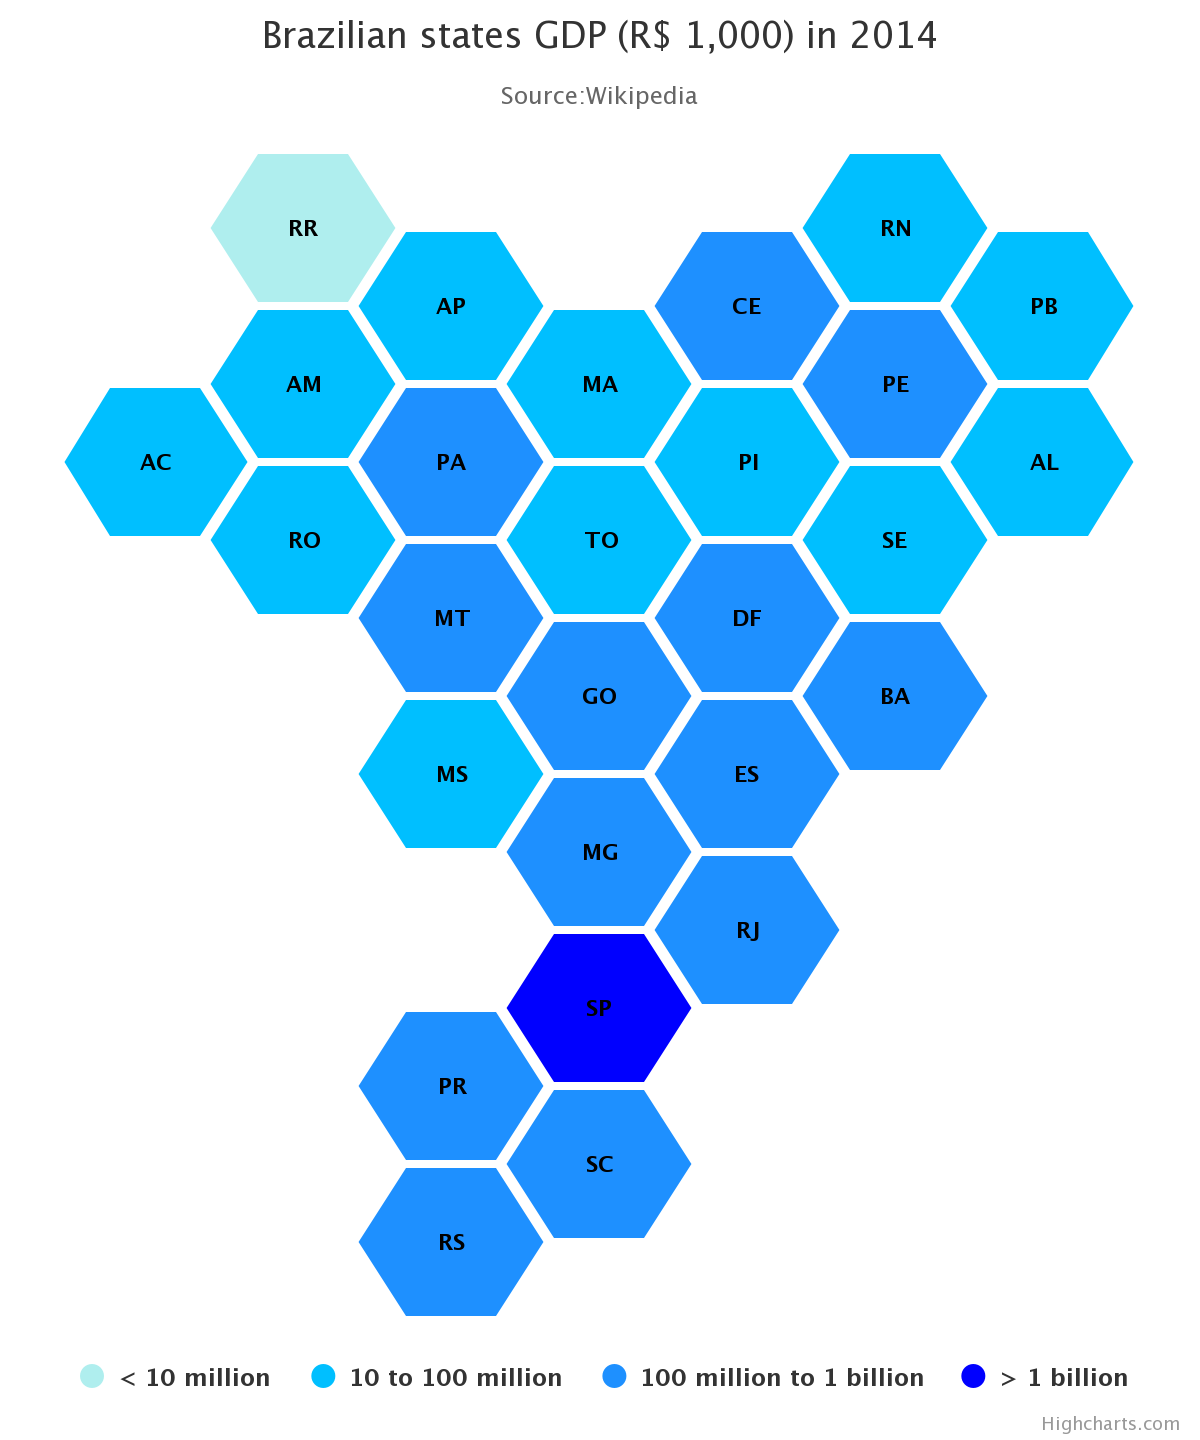 Brazilian states GDP (R$ 1,000) in 2014
Source:Wikipedia
RR
RN
AP
CE
PB
AM
MA
PE
AC
PA
PI
AL
RO
TO
SE
MT
DF
GO
BA
MS
ES
MG
RJ
SP
PR
SC
RS
< 10 million
10 to 100 million
100 million to 1 billion
> 1 billion
Highcharts.com